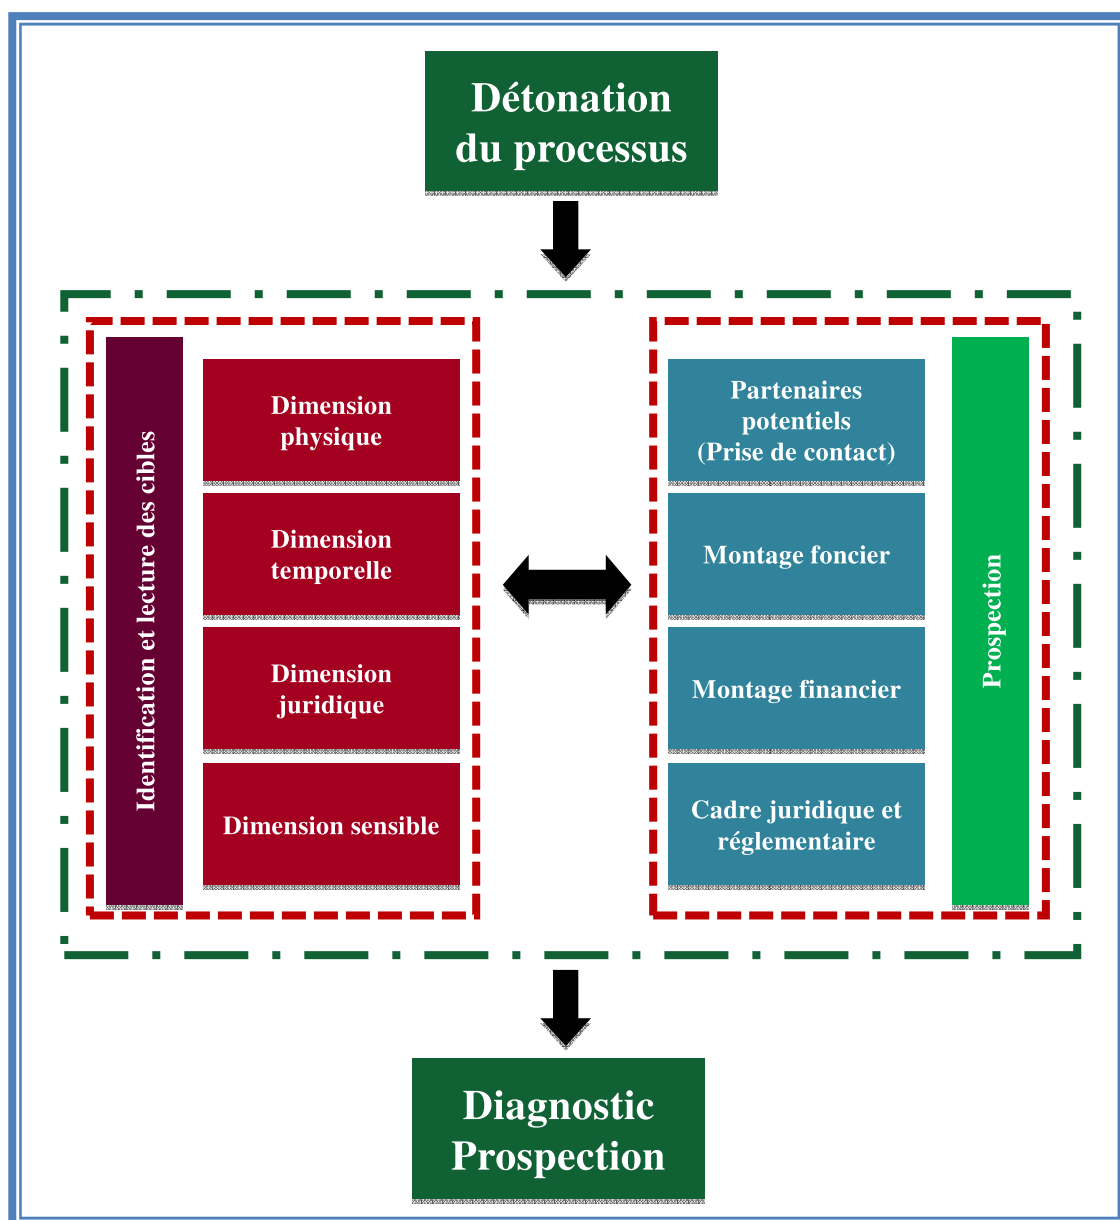 Détonation
du processus
Identification et lecture des cibles
Dimension
physique
Dimension
temporelle
Dimension
juridique
Dimension sensible
Partenaires
potentiels
(Prise de contact)
Montage foncier
Montage financier
Cadre juridique et
réglementaire
Prospection
Diagnostic
Prospection